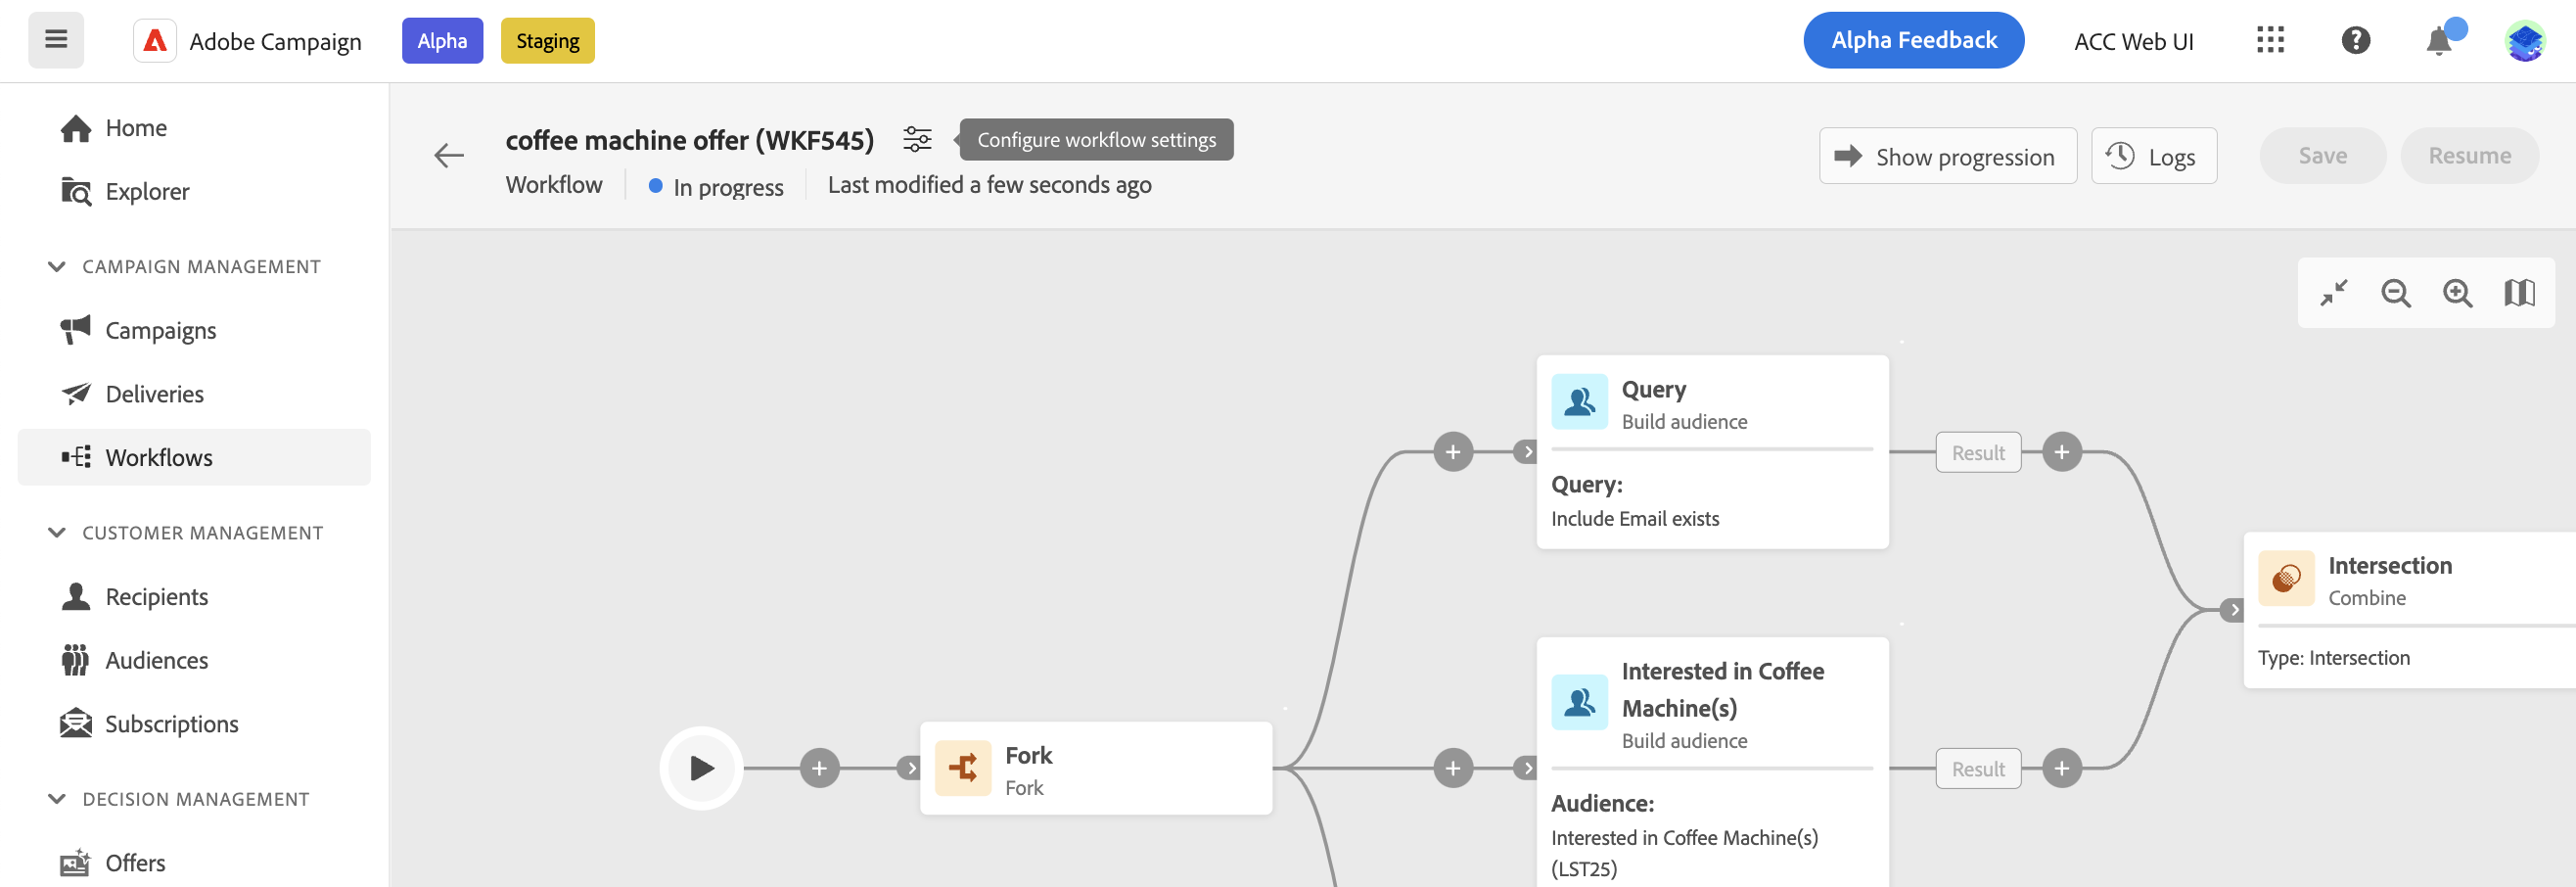 Adobe Campaign
Alpha
Staging
Alpha Feedback
ACC Web UI
Home
Explorer
CAMPAIGN MANAGEMENT
Campaigns
Deliveries
Workflows
CUSTOMER MANAGEMENT
Recipients
Audiences
Subscriptions
DECISION MANAGEMENT
Offers
coffee machine offer (WKF545)
Configure workflow settings
Workflow
In progress
Last modified a few seconds ago
Show progression
Logs
Save
Resume
Fork
Fork
Query
Build audience
Query:
Include Email exists
Result
Interested in Coffee
Machine(s)
Build audience
Audience:
Interested in Coffee Machine(s)
(LST25)
Result
Intersection
Combine
Type: Intersection